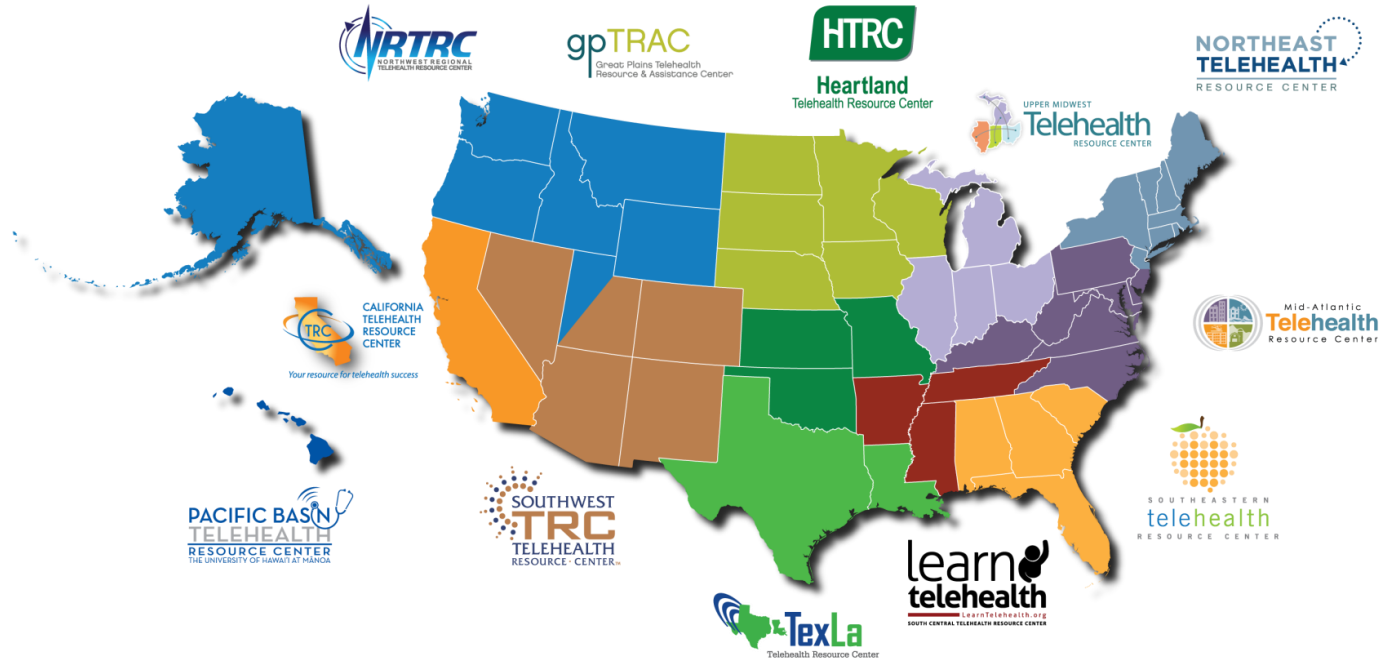 NRTRC
NORTHWEST REGIONAL
TELEHEALTH RESOURCE CENTER
gpTRAC
Great Plains Telehealth
Resource & Assistance Center
HTRC
Heartland
Telehealth Resource Center
UPPER MIDWEST
Telehealth
RESOURCE CENTER
NORTHEAST
TELEHEALTH
RESOURCE CENTER
TRC
CALIFORNIA
TELEHEALTH
RESOURCE
CENTER
Your resource for telehealth success
Mid-Atlantic
Telehealth
Resource Center
PACIFIC BASIN
TELEHEALTH
RESOURCE CENTER
THE UNIVERSITY OF HAWAI'I AT MĀNOA
SOUTHWEST
TRC
TELEHEALTH
RESOURCE · CENTER
SOUTHEASTERN
telehealth
RESOURCE CENTER
learn
telehealth
LearnTelehealth.org
SOUTH CENTRAL TELEHEALTH RESOURCE CENTER
TexLa
Telehealth Resource Center